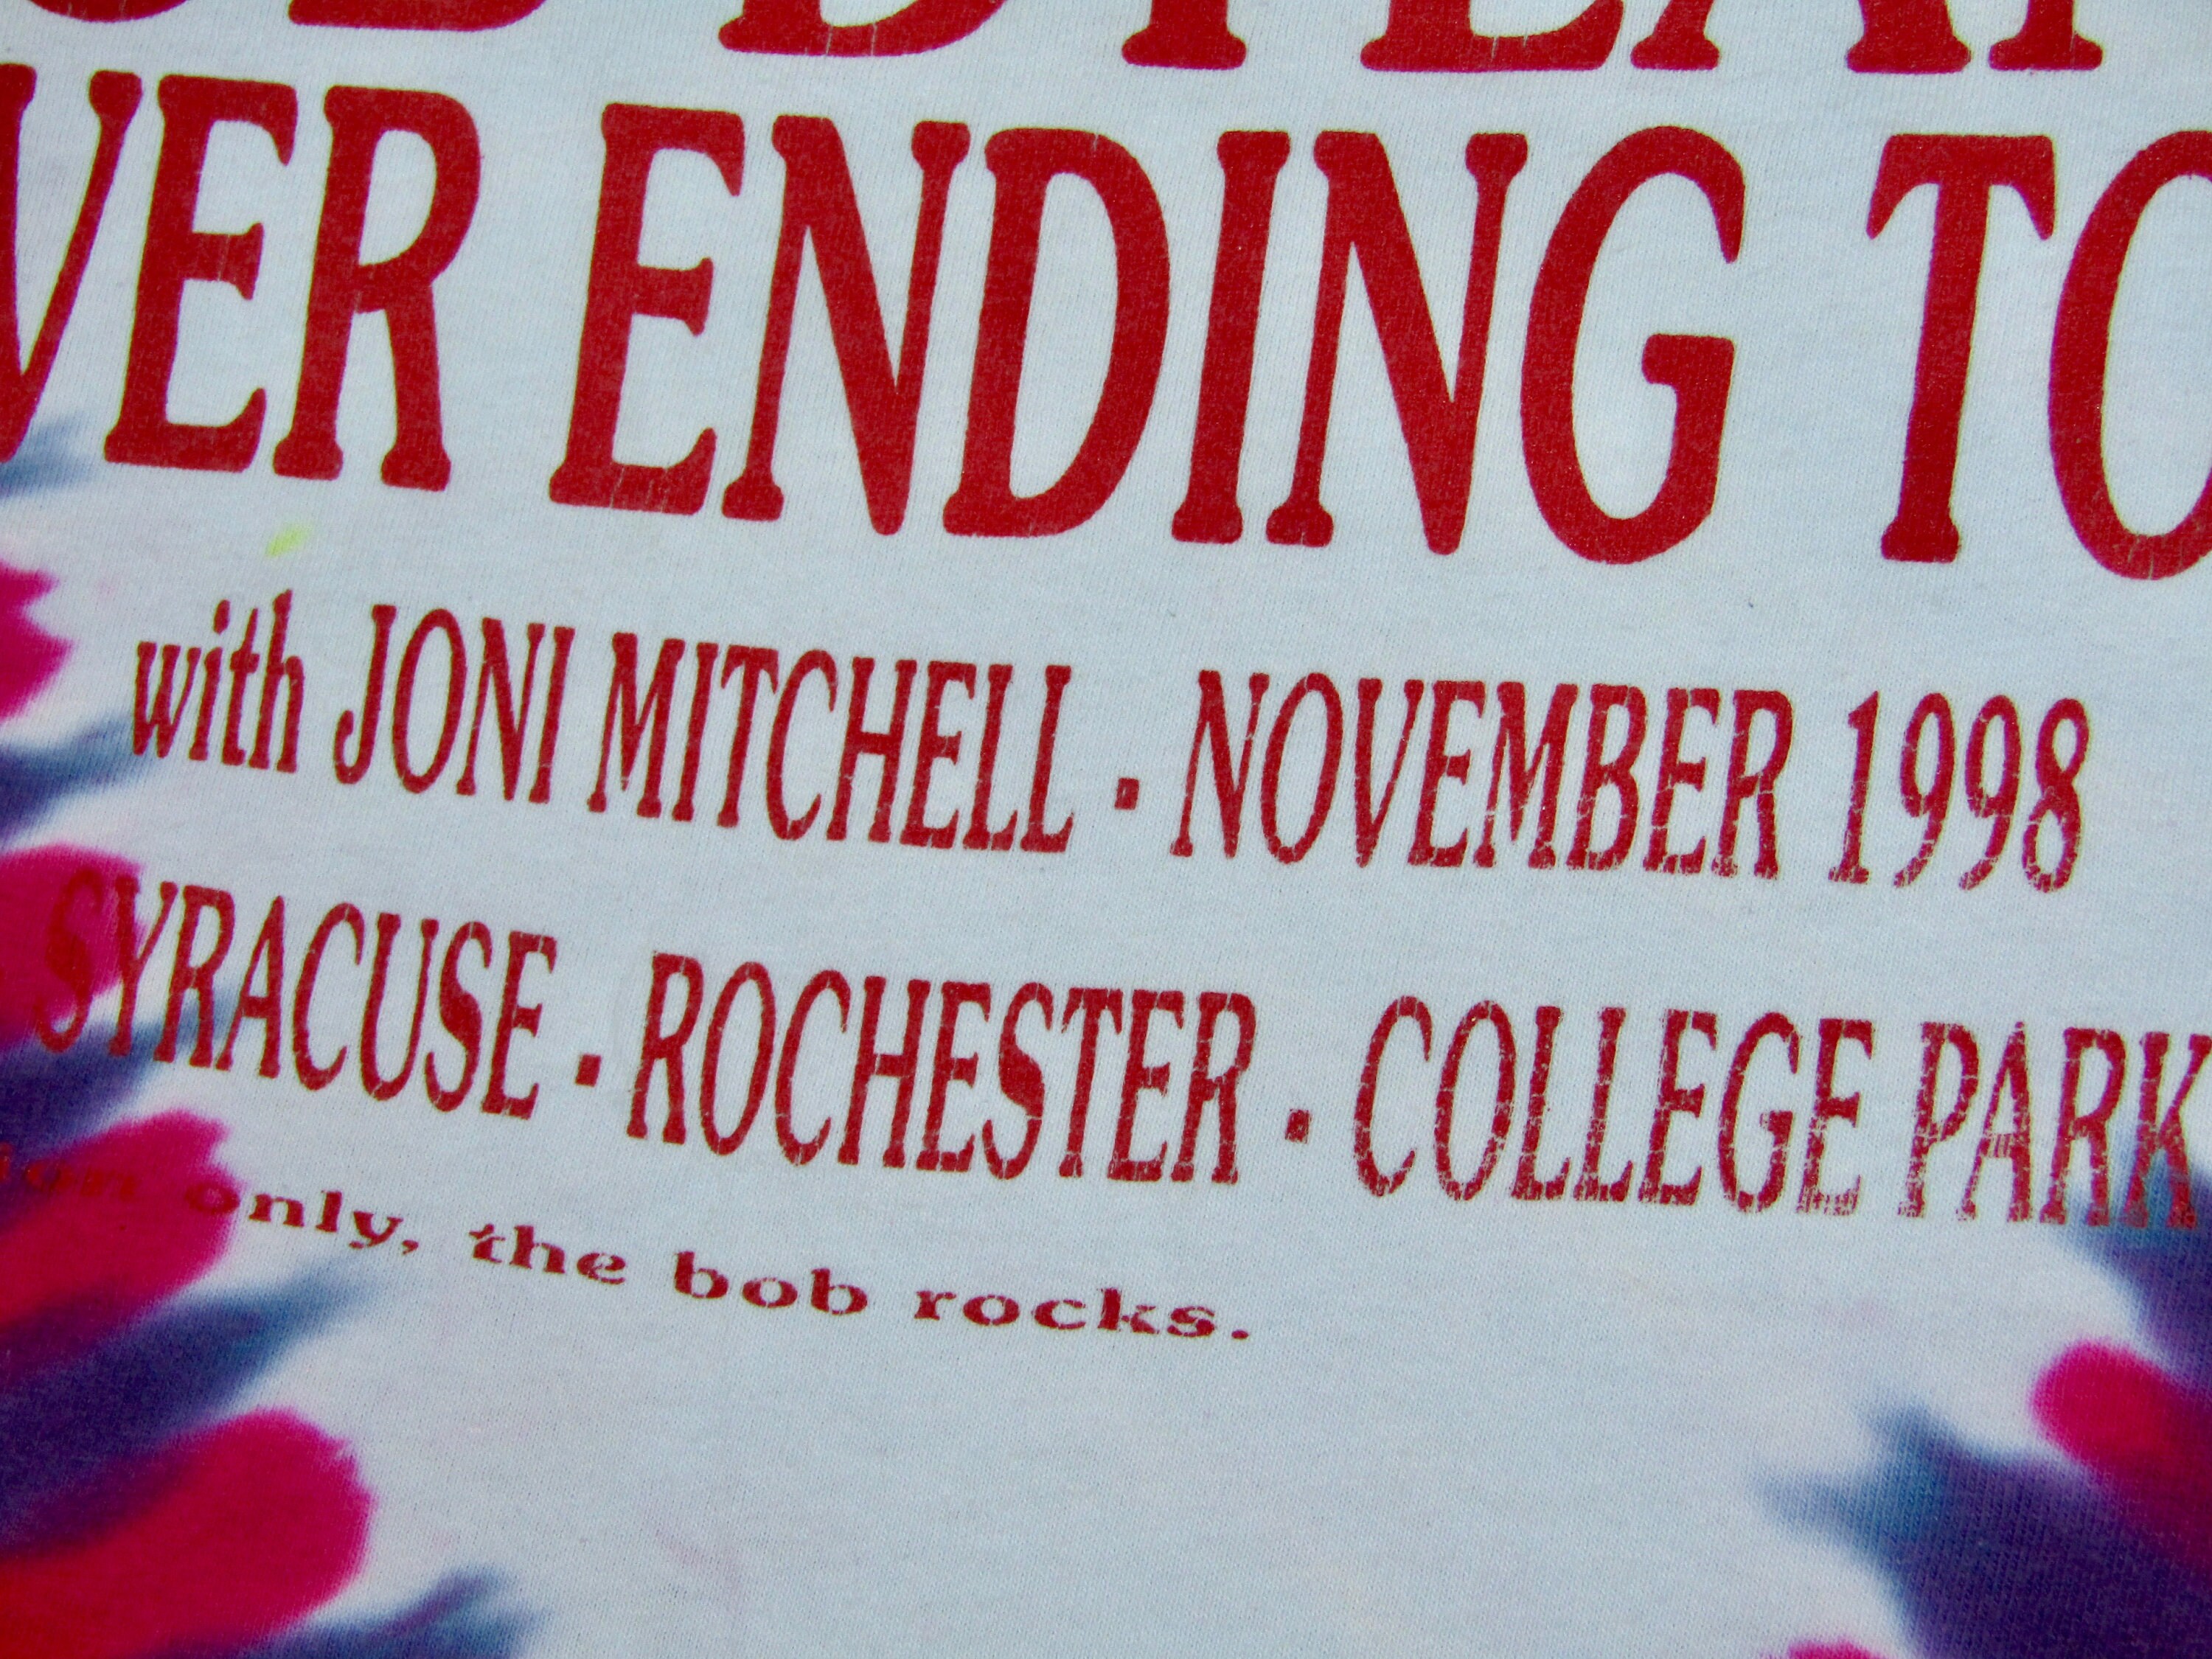 VER ENDING TO
with JONI MITCHELL · NOVEMBER 1998
SYRACUSE · ROCHESTER · COLLEGE PARK
only, the bob rocks.